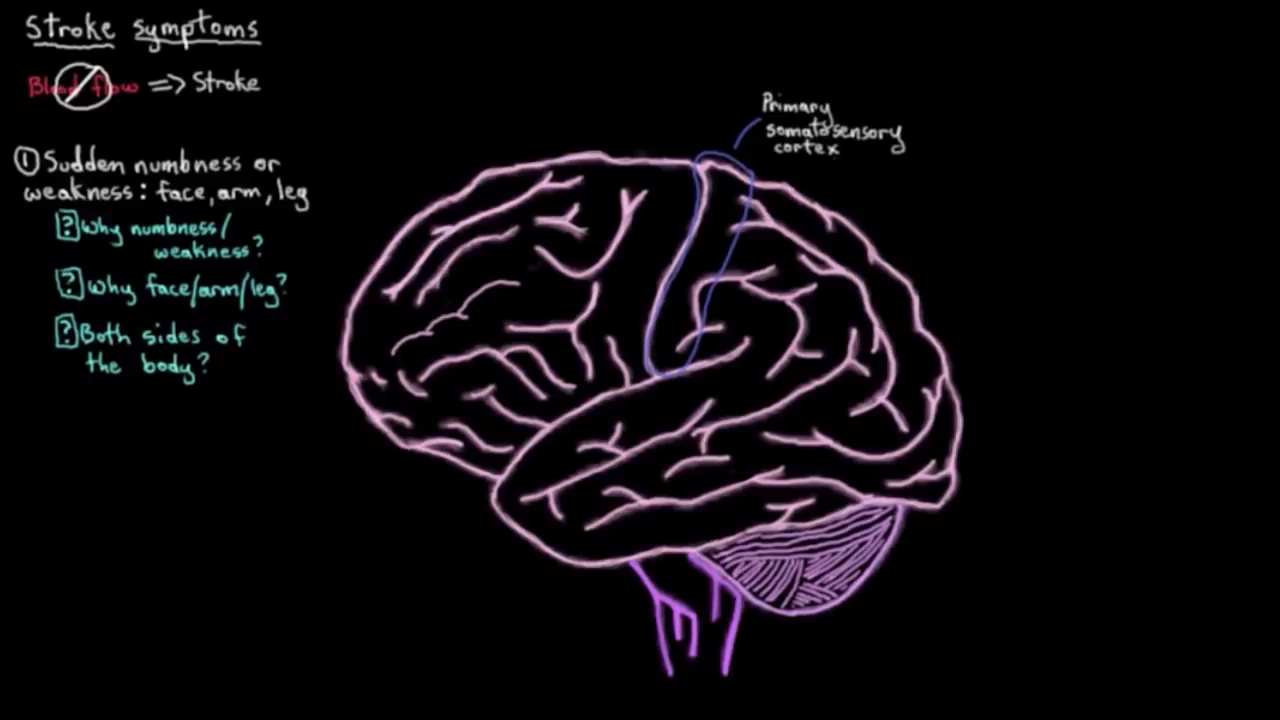 Stroke symptoms
Blood flow => Stroke
① Sudden numbness or
weakness: face, arm, leg
? Why numbness/
weakness?
? Why face/arm/leg?
? Both sides of
the body?
Primary
somatosensory
cortex